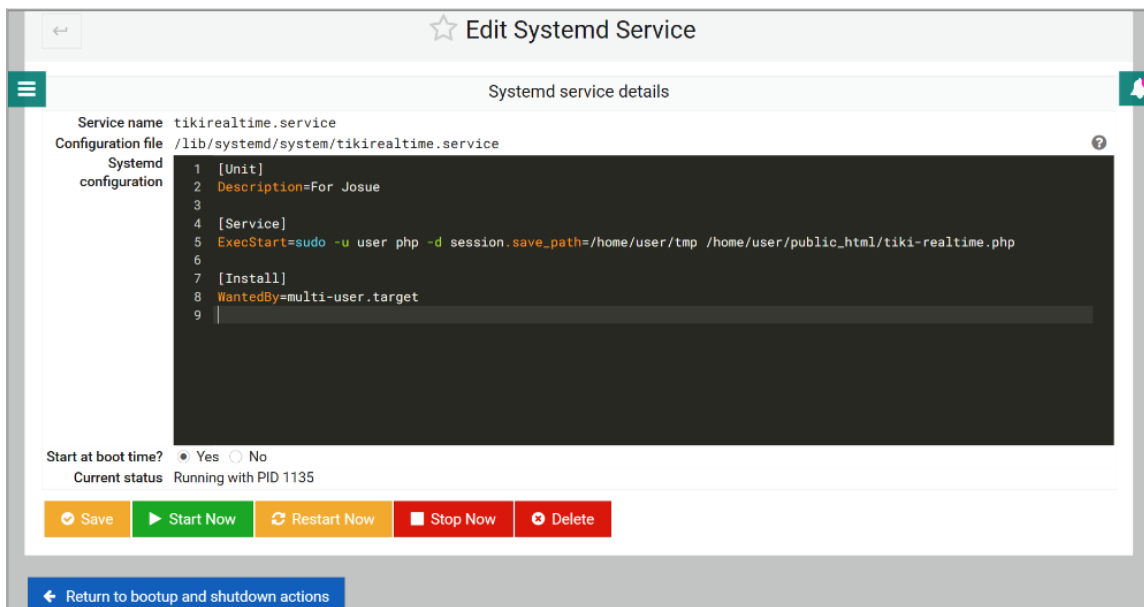 Edit Systemd Service
Systemd service details
Service name tikirealtime.service
Configuration file /lib/systemd/system/tikirealtime.service
Systemd
configuration
1 [Unit]
2 Description=For Josue
3
4 [Service]
5 ExecStart=sudo -u user php -d session.save_path=/home/user/tmp /home/user/public_html/tiki-realtime.php
6
7 [Install]
8 WantedBy=multi-user.target
9
Start at boot time? Yes No
Current status Running with PID 1135
Save Start Now Restart Now Stop Now Delete
Return to bootup and shutdown actions